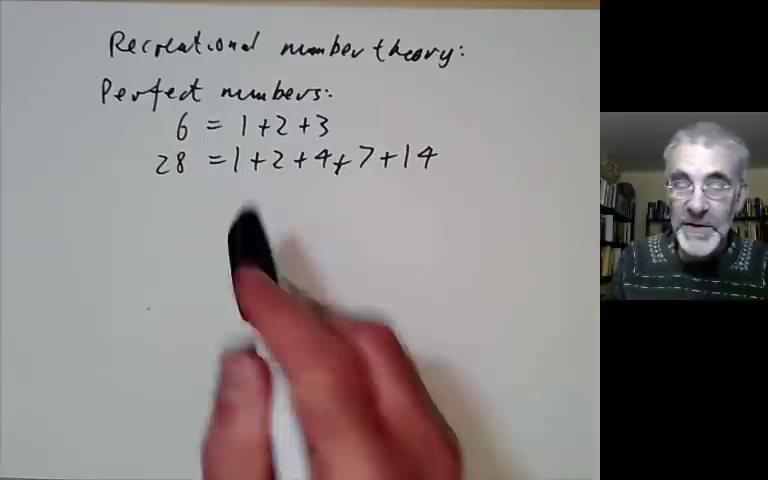 Recreational number theory:
Perfect numbers:
6 = 1+2+3
28 = 1+2+4+7+14